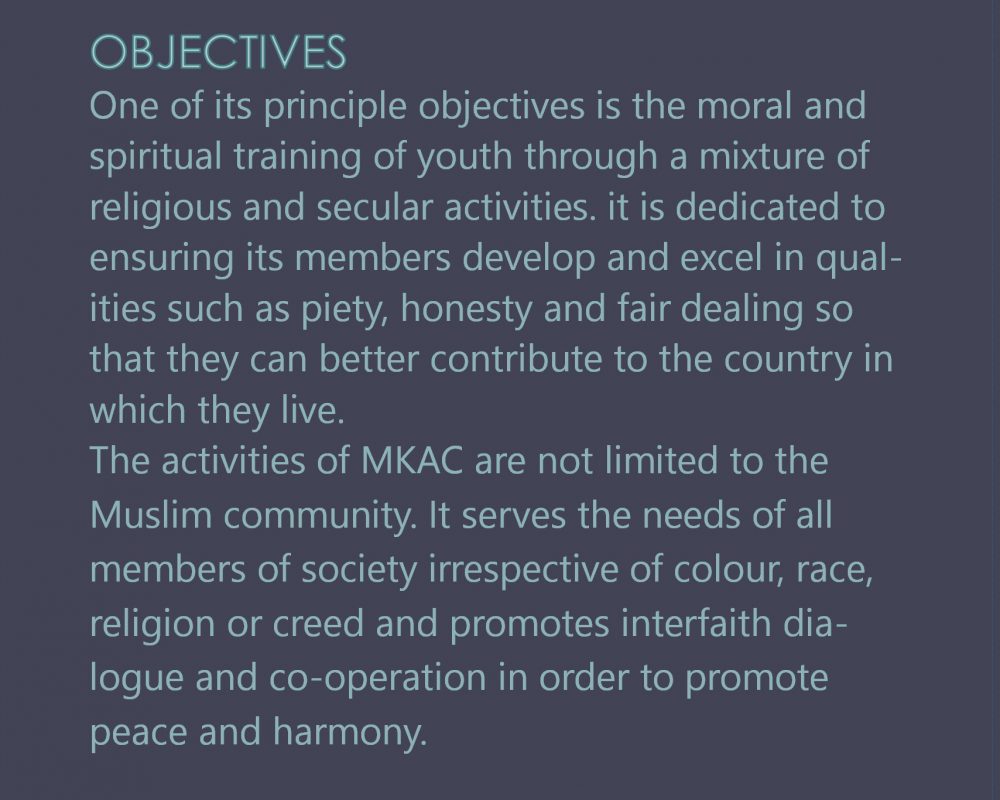 OBJECTIVES
One of its principle objectives is the moral and
spiritual training of youth through a mixture of
religious and secular activities. it is dedicated to
ensuring its members develop and excel in qual-
ities such as piety, honesty and fair dealing so
that they can better contribute to the country in
which they live.
The activities of MKAC are not limited to the
Muslim community. It serves the needs of all
members of society irrespective of colour, race,
religion or creed and promotes interfaith dia-
logue and co-operation in order to promote
peace and harmony.